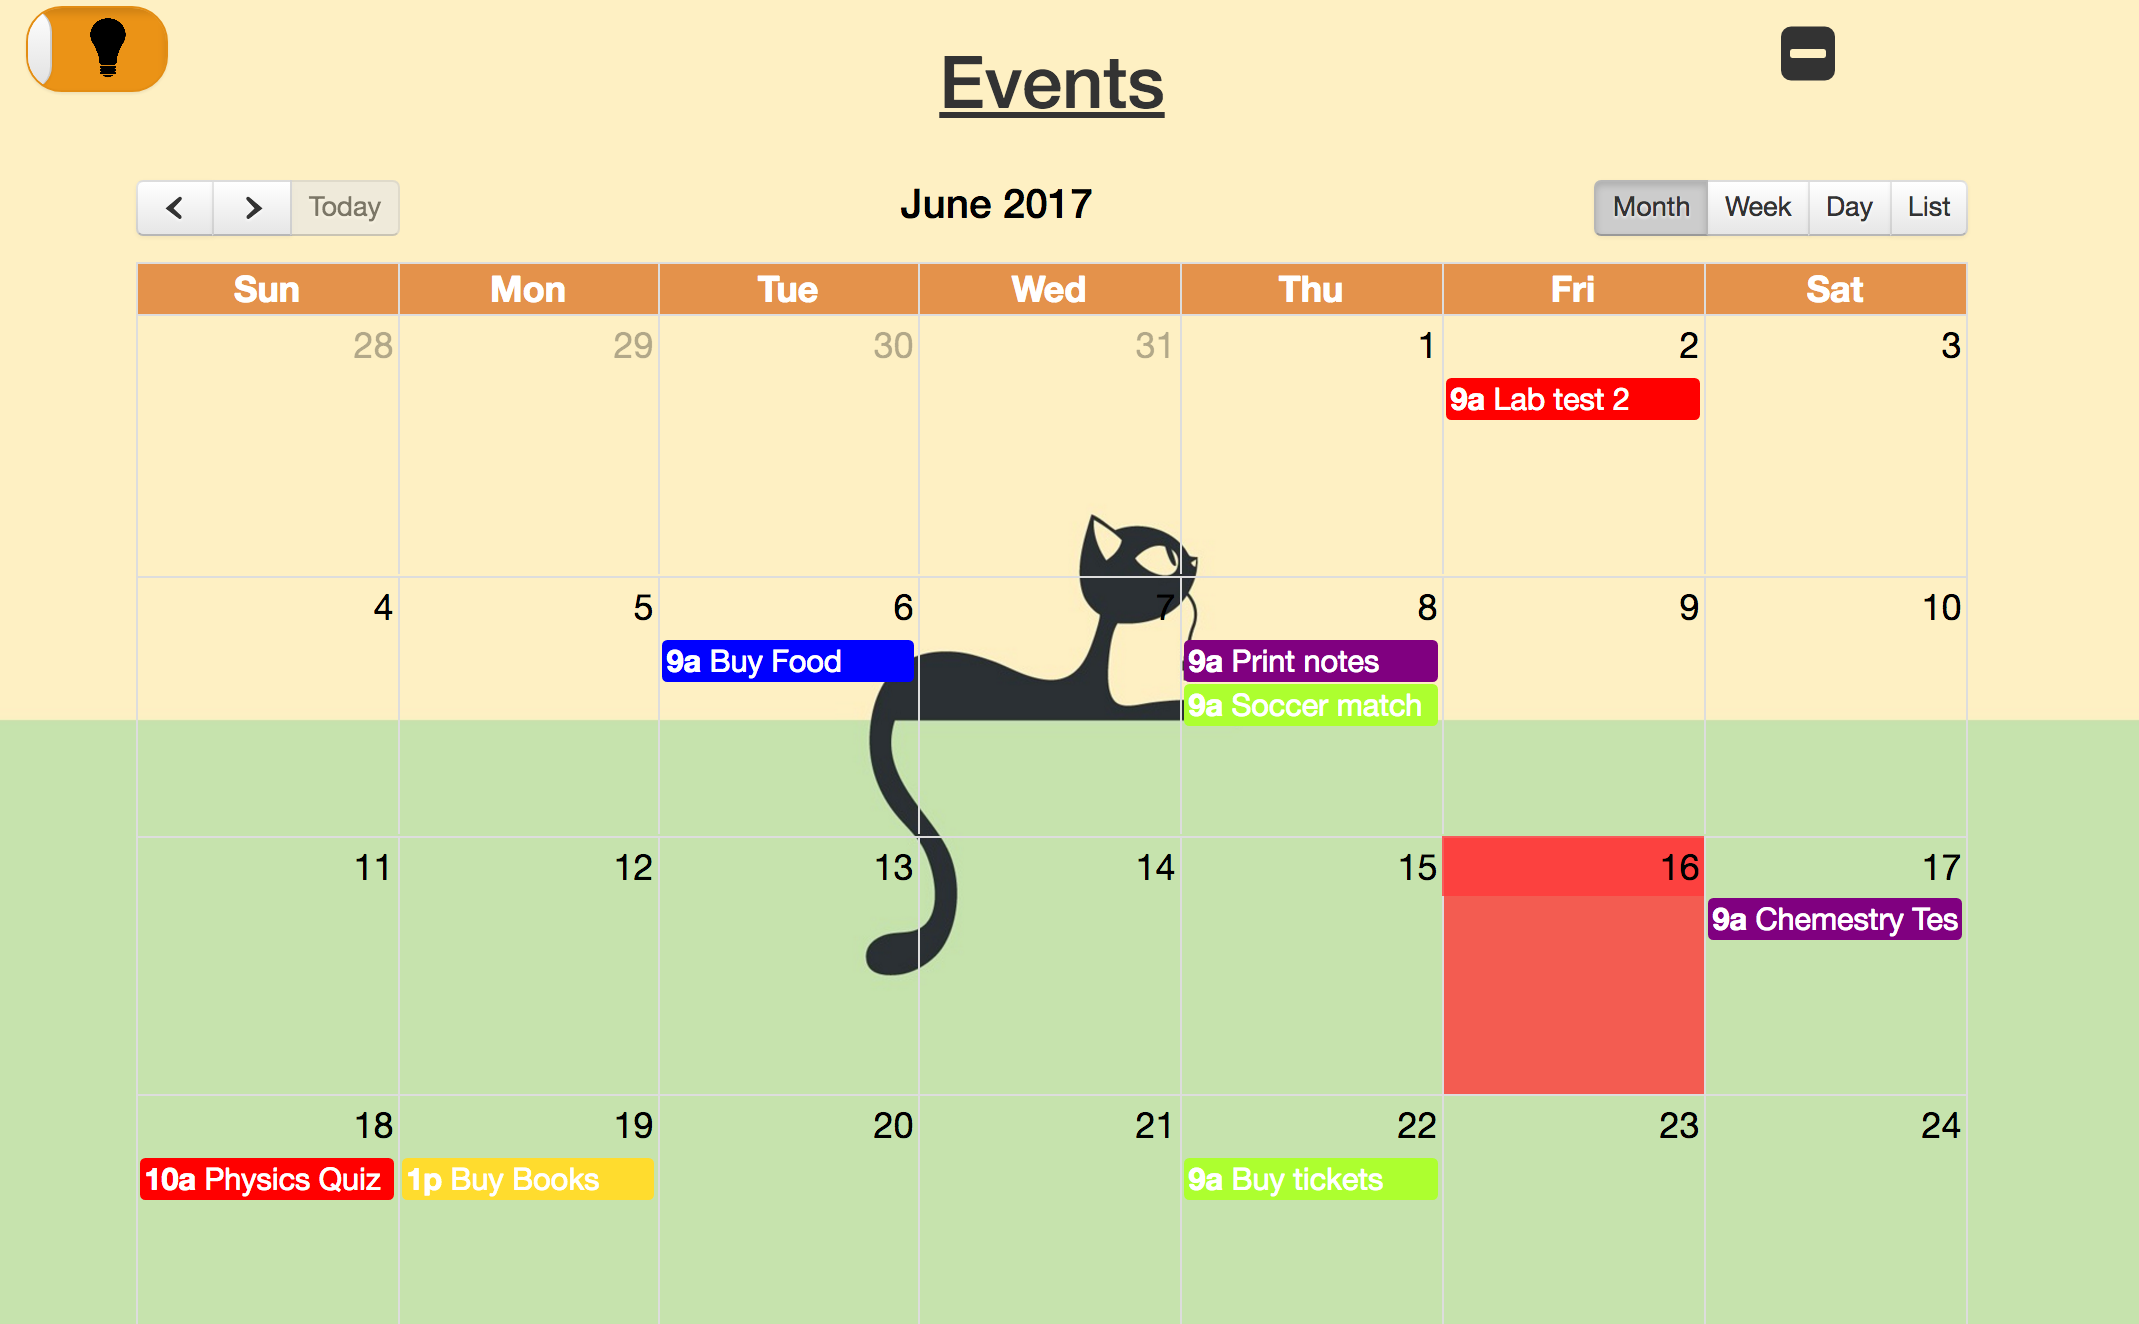 Events
Today
June 2017
Month Week Day List
Sun Mon Tue Wed Thu Fri Sat
28 29 30 31 1 2 3
9a Lab test 2
4 5 6 7 8 9 10
9a Buy Food 9a Print notes
9a Soccer match
11 12 13 14 15 16 17
9a Chemestry Tes
18 19 20 21 22 23 24
10a Physics Quiz 1p Buy Books 9a Buy tickets